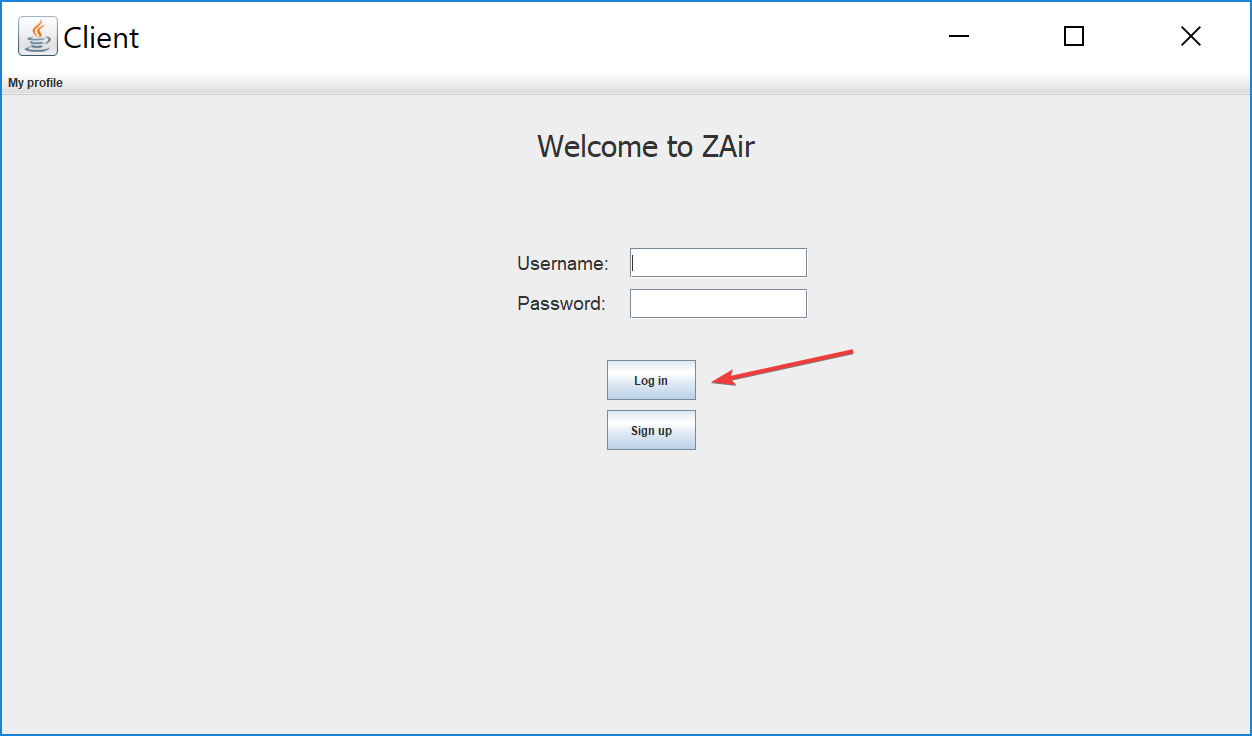 Client
My profile
Welcome to ZAir
Username:
Password:
Log in
Sign up